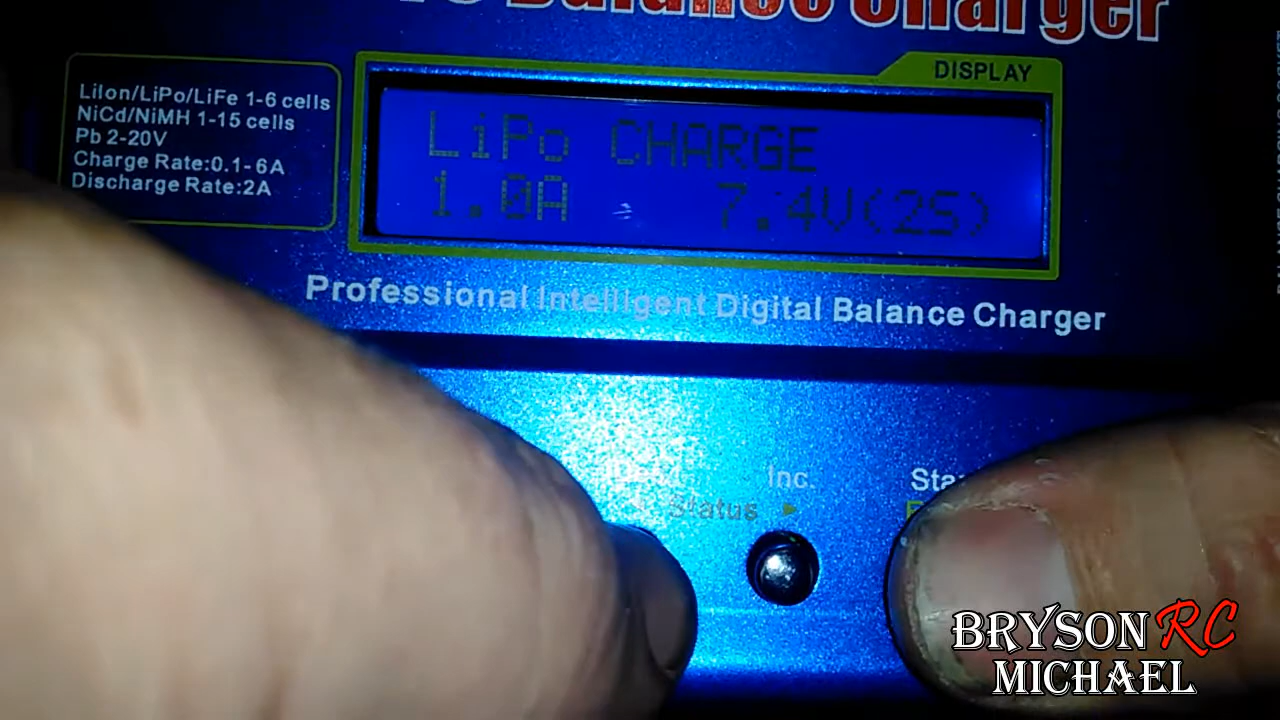 Balance Charger
DISPLAY
LiIon/LiPo/LiFe 1-6 cells
NiCd/NiMH 1-15 cells
Pb 2-20V
Charge Rate:0.1-6A
Discharge Rate:2A
LiPo CHARGE
1.0A 7.4V(2S)
Professional Intelligent Digital Balance Charger
Inc.
Status ►
BRYSON RC
MICHAEL